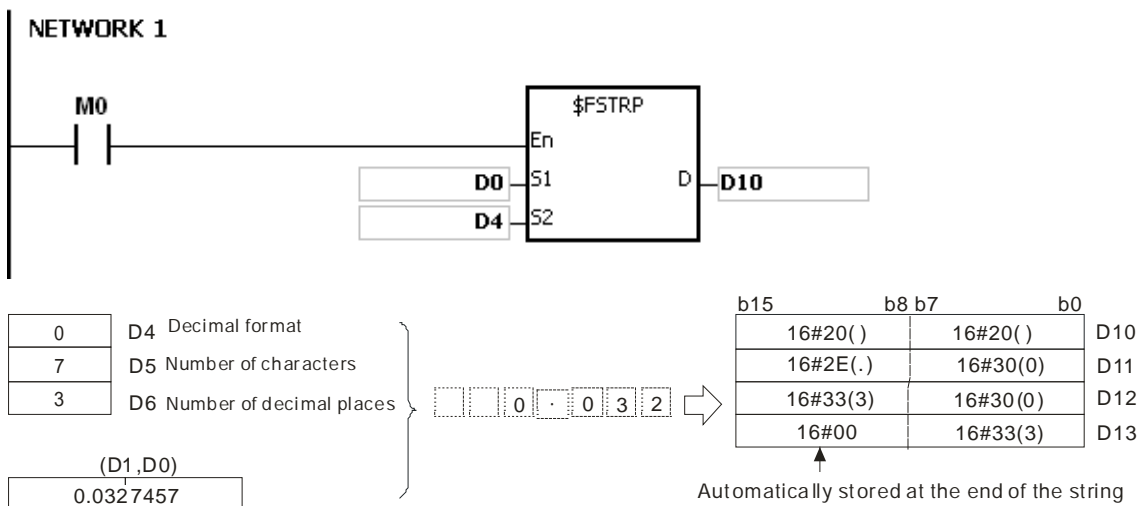 NETWORK 1
M0
$FSTRP
En
D0 S1 D D10
D4 S2
b15 b8 b7 b0
0 D4 Decimal format
16#20( ) 16#20( ) D10
7 D5 Number of characters
16#2E(.) 16#30(0) D11
3 D6 Number of decimal places
0 . 0 3 2
16#33(3) 16#30(0) D12
16#00 16#33(3) D13
(D1,D0)
0.0327457
Automatically stored at the end of the string